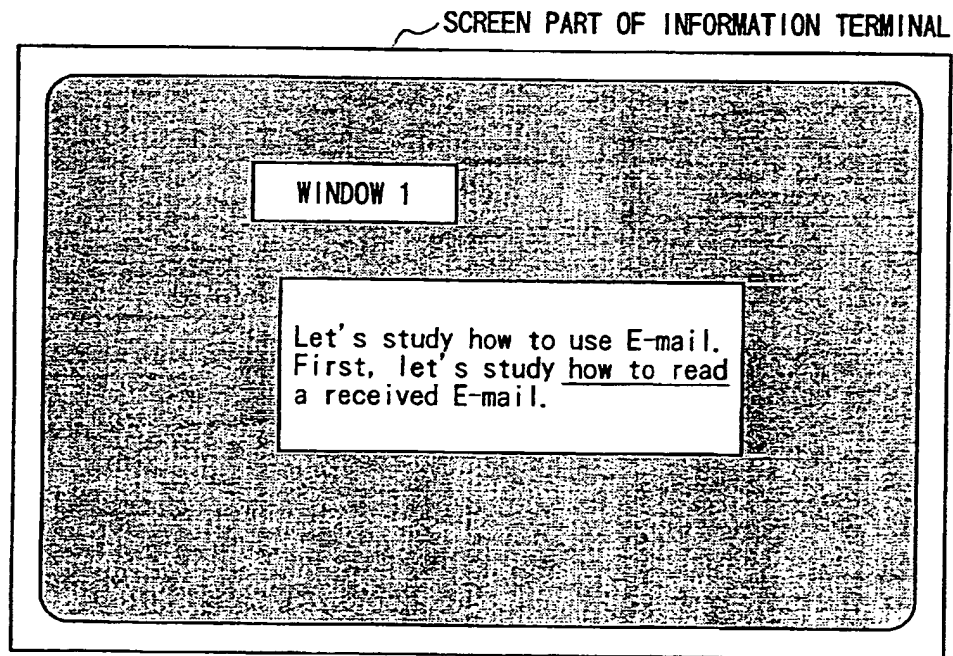 SCREEN PART OF INFORMATION TERMINAL
WINDOW 1
Let's study how to use E-mail.
First, let's study how to read
a received E-mail.